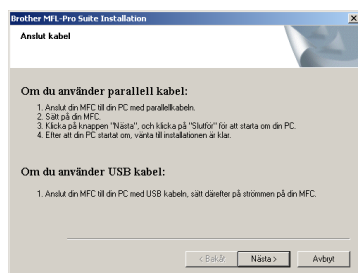 Brother MFL-Pro Suite Installation
Anslut kabel
Om du använder parallell kabel:
1. Anslut din MFC till din PC med parallellkabeln.
2. Sätt på din MFC.
3. Klicka på knappen "Nästa", och klicka på "Slutför" för att starta om din PC.
4. Efter att din PC startat om, vänta till installationen är klar.
Om du använder USB kabel:
1. Anslut din MFC till din PC med USB kabeln, sätt därefter på strömmen på din MFC.
< Bakåt Nästa > Avbryt